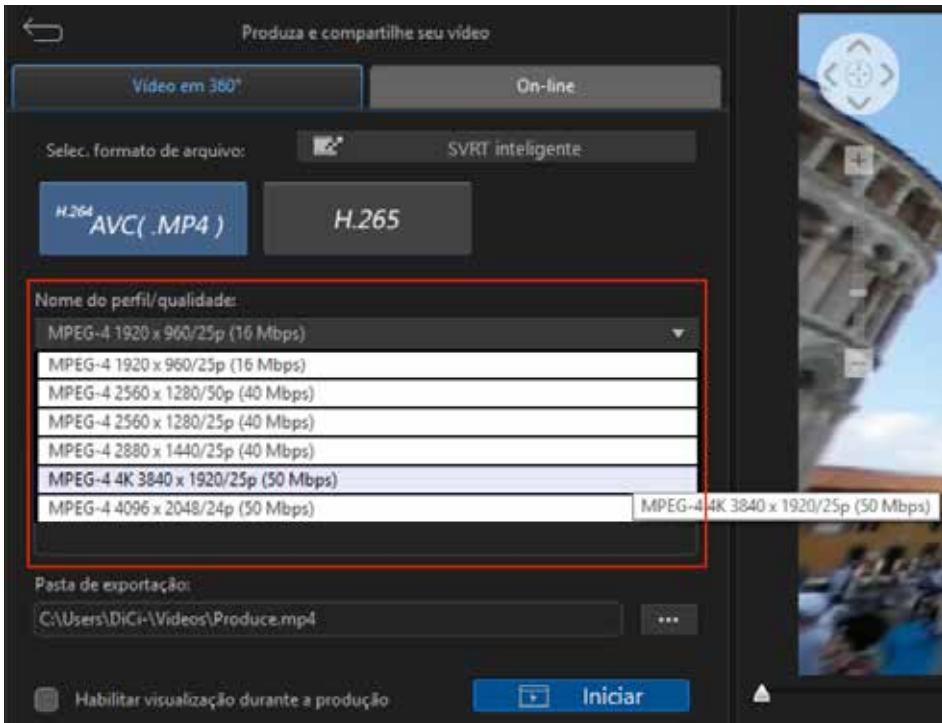 Produza e compartilhe seu vídeo
Vídeo em 360° On-line
Selec. formato de arquivo: SVRT inteligente
H.264 AVC( .MP4 ) H.265
Nome do perfil/qualidade:
MPEG-4 1920 x 960/25p (16 Mbps)
MPEG-4 1920 x 960/25p (16 Mbps)
MPEG-4 2560 x 1280/50p (40 Mbps)
MPEG-4 2560 x 1280/25p (40 Mbps)
MPEG-4 2880 x 1440/25p (40 Mbps)
MPEG-4 4K 3840 x 1920/25p (50 Mbps)
MPEG-4 4096 x 2048/24p (50 Mbps) MPEG-4 4K 3840 x 1920/25p (50 Mbps)
Pasta de exportação:
C:\Users\DiCi-\Videos\Produce.mp4 ...
Habilitar visualização durante a produção Iniciar